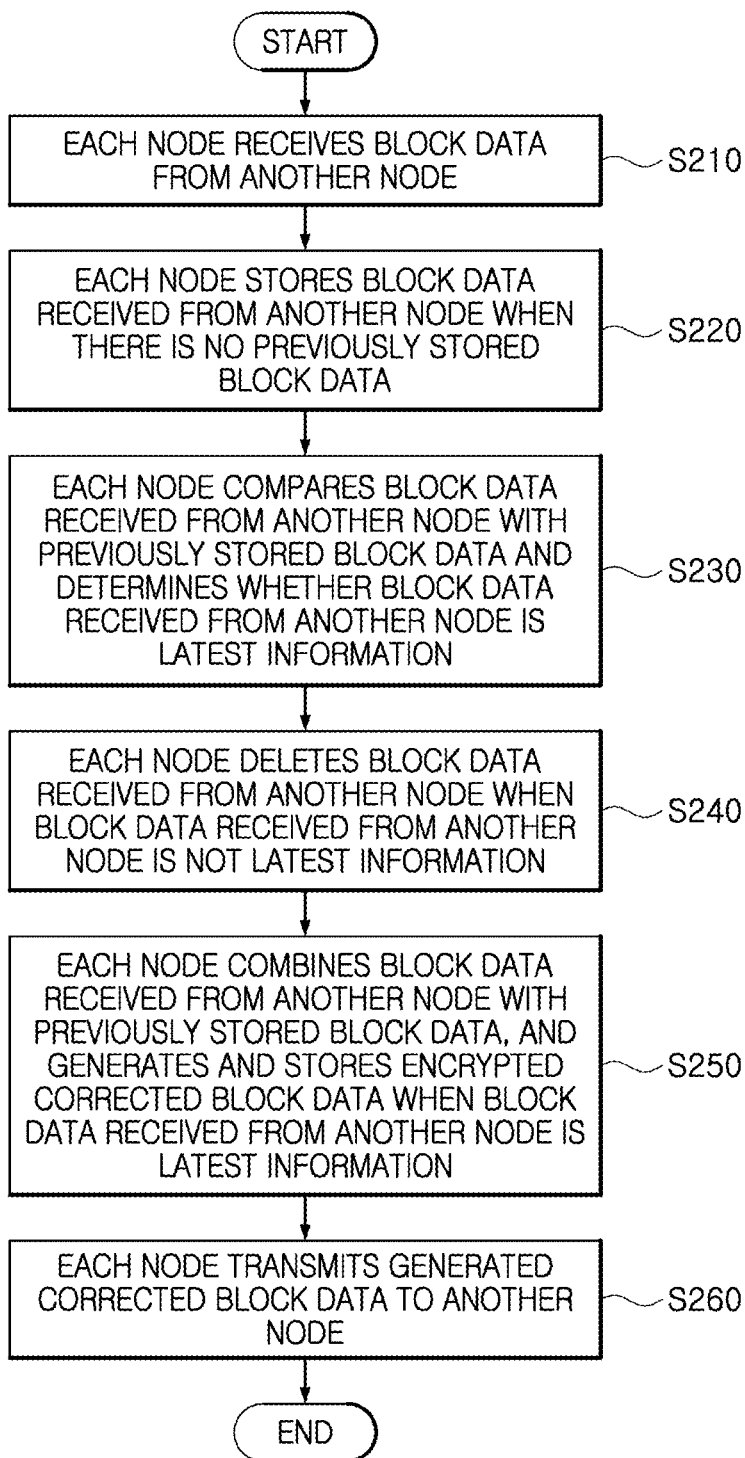 START
EACH NODE RECEIVES BLOCK DATA
FROM ANOTHER NODE
S210
EACH NODE STORES BLOCK DATA
RECEIVED FROM ANOTHER NODE WHEN
THERE IS NO PREVIOUSLY STORED
BLOCK DATA
S220
EACH NODE COMPARES BLOCK DATA
RECEIVED FROM ANOTHER NODE WITH
PREVIOUSLY STORED BLOCK DATA AND
DETERMINES WHETHER BLOCK DATA
RECEIVED FROM ANOTHER NODE IS
LATEST INFORMATION
S230
EACH NODE DELETES BLOCK DATA
RECEIVED FROM ANOTHER NODE WHEN
BLOCK DATA RECEIVED FROM ANOTHER
NODE IS NOT LATEST INFORMATION
S240
EACH NODE COMBINES BLOCK DATA
RECEIVED FROM ANOTHER NODE WITH
PREVIOUSLY STORED BLOCK DATA, AND
GENERATES AND STORES ENCRYPTED
CORRECTED BLOCK DATA WHEN BLOCK
DATA RECEIVED FROM ANOTHER NODE IS
LATEST INFORMATION
S250
EACH NODE TRANSMITS GENERATED
CORRECTED BLOCK DATA TO ANOTHER
NODE
S260
END